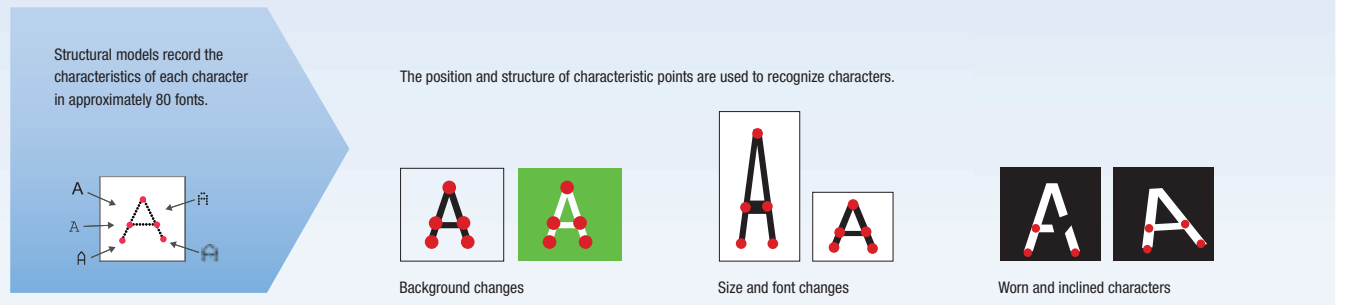 Structural models record the
characteristics of each character
in approximately 80 fonts.
A
A
A
A
A
The position and structure of characteristic points are used to recognize characters.
A
A
A
A
A
A
Background changes
Size and font changes
Worn and inclined characters